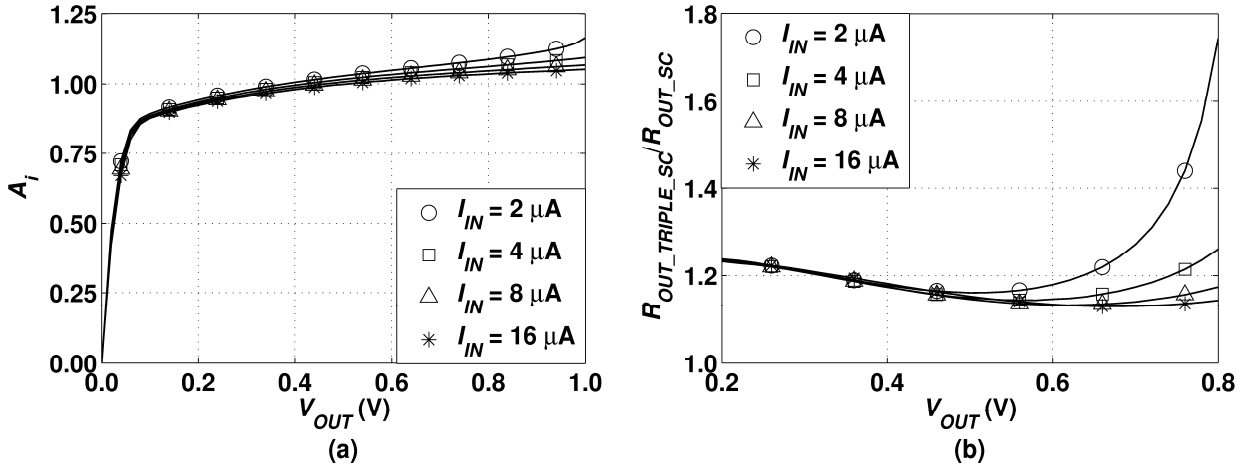 1.25
1.00
0.75
0.50
0.25
0.00
A_i
0.0 0.2 0.4 0.6 0.8 1.0
V_OUT (V)
I_IN = 2 μA
I_IN = 4 μA
I_IN = 8 μA
I_IN = 16 μA
(a)
1.8
1.6
1.4
1.2
1.0
R_OUT_TRIPLE_SC/R_OUT_SC
0.2 0.4 0.6 0.8
V_OUT (V)
I_IN = 2 μA
I_IN = 4 μA
I_IN = 8 μA
I_IN = 16 μA
(b)